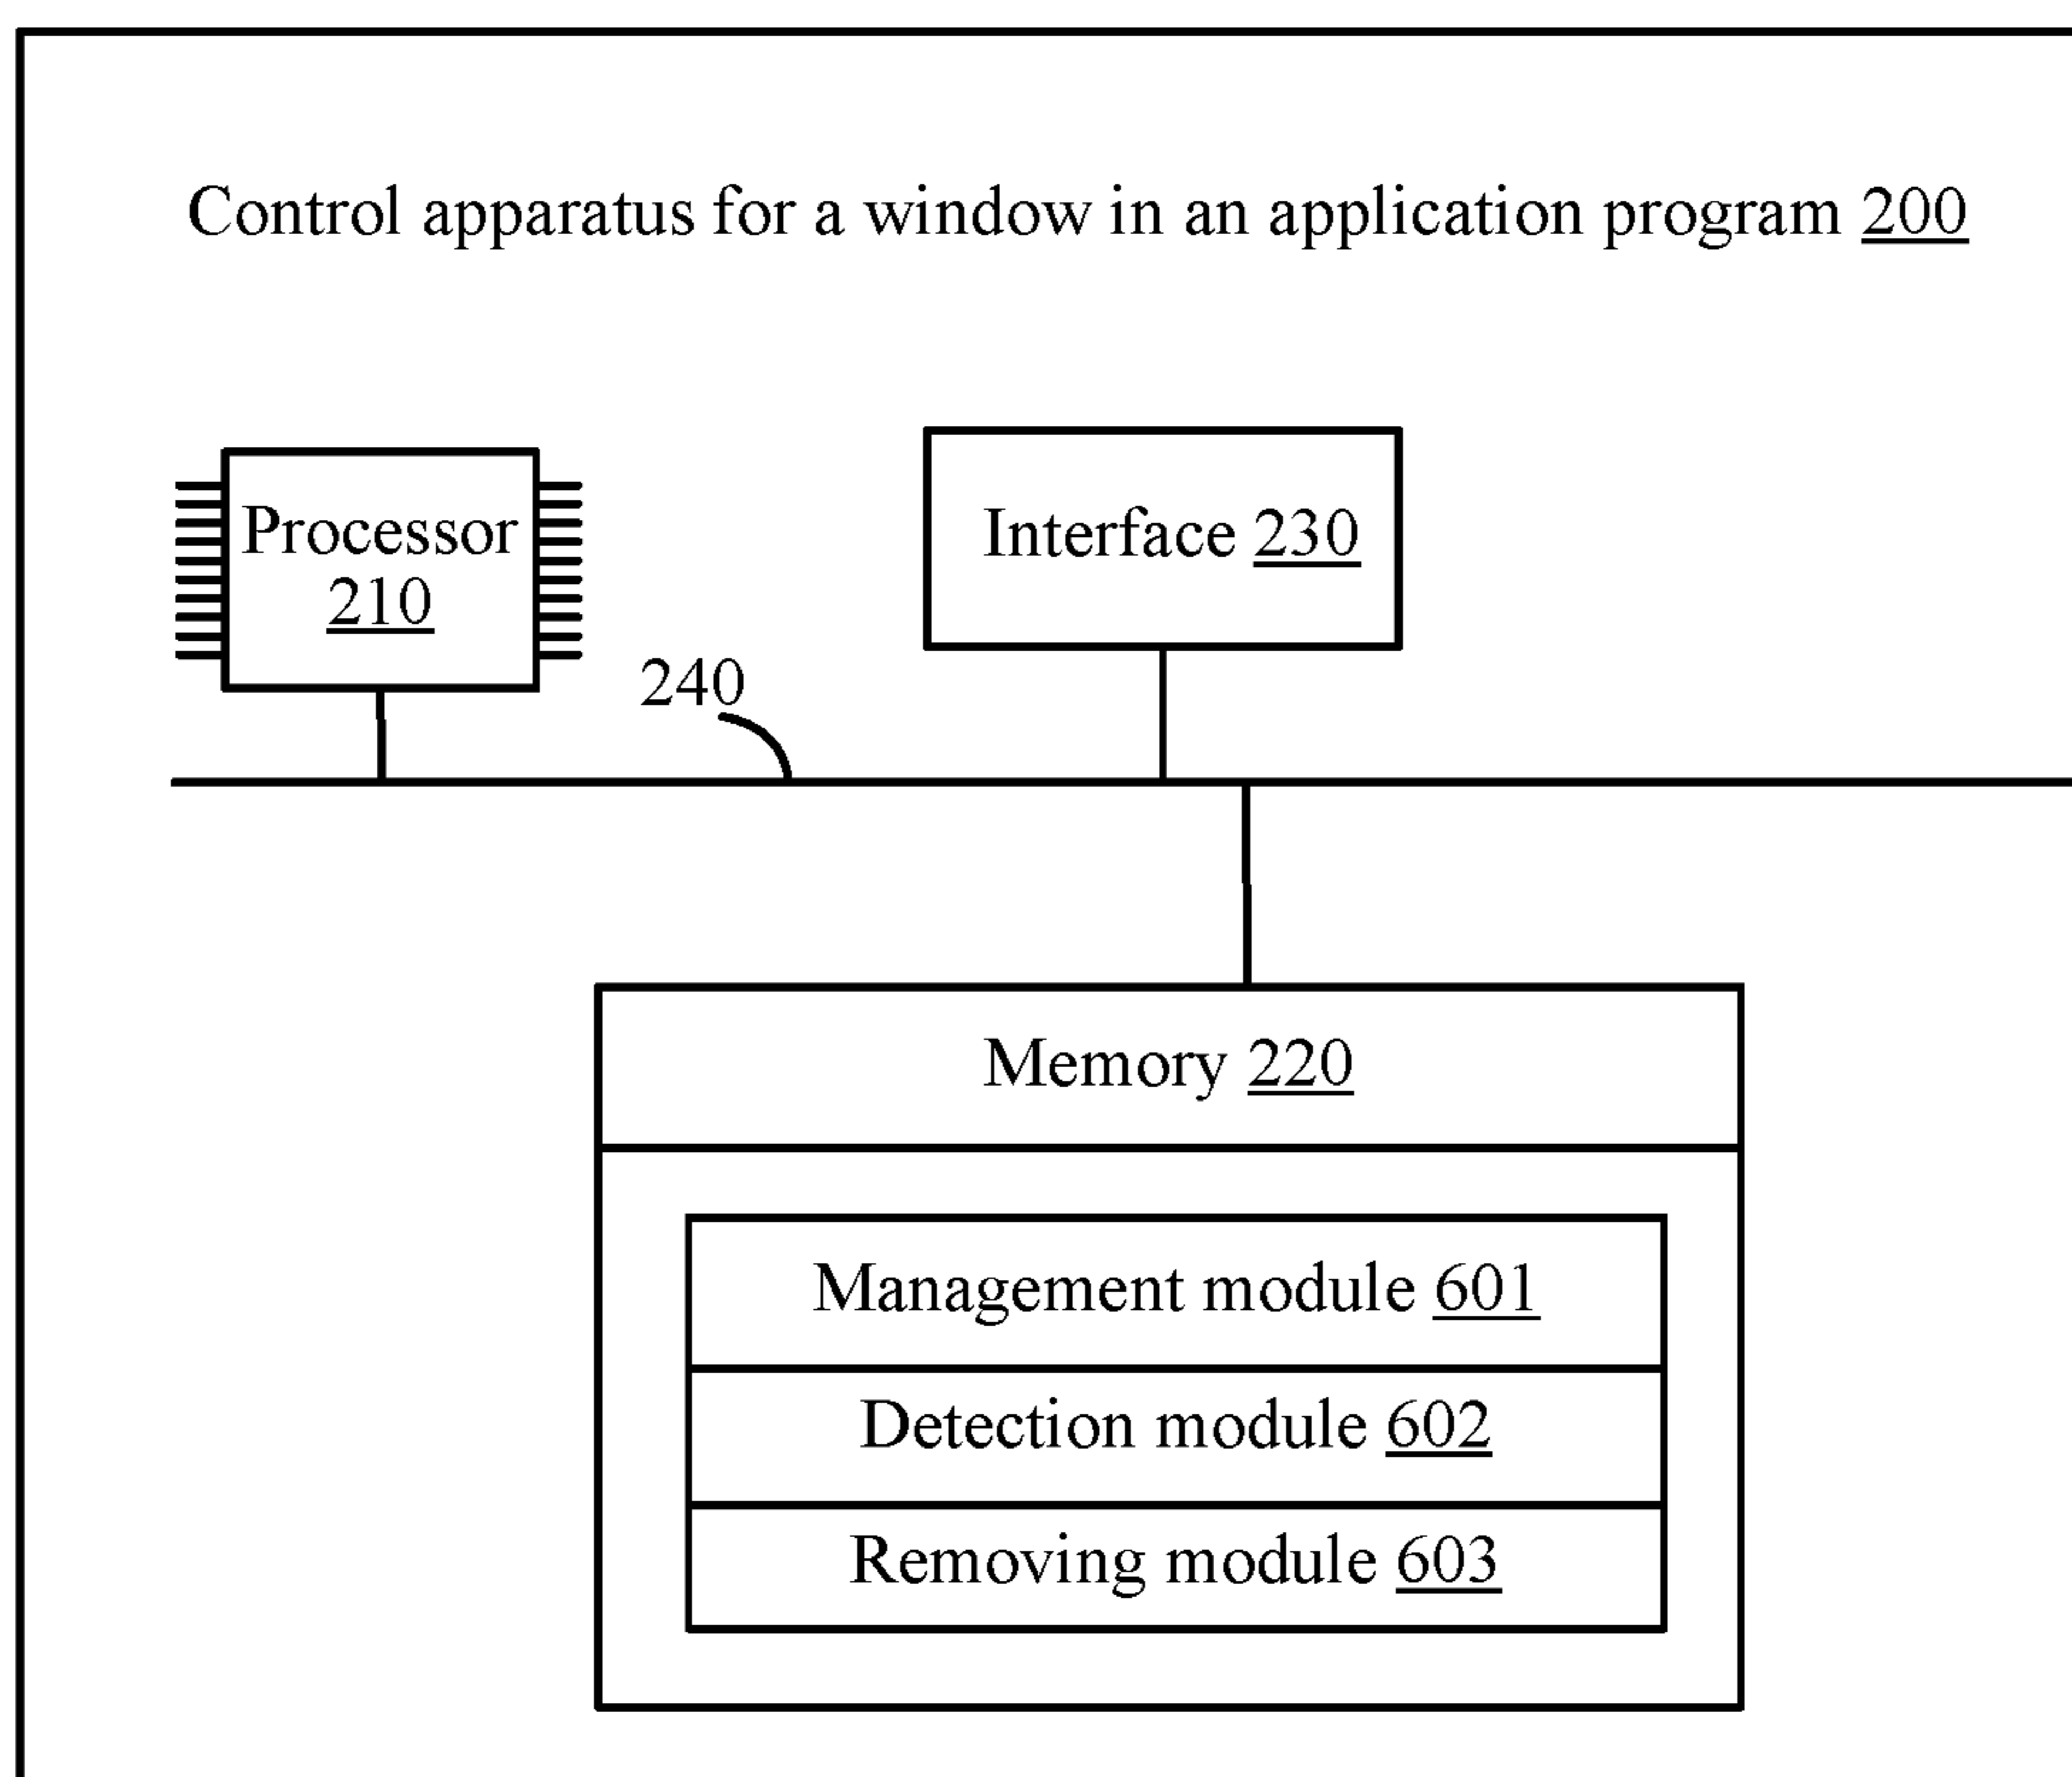 Control apparatus for a window in an application program 200
Processor
210
Interface 230
240
Memory 220
Management module 601
Detection module 602
Removing module 603